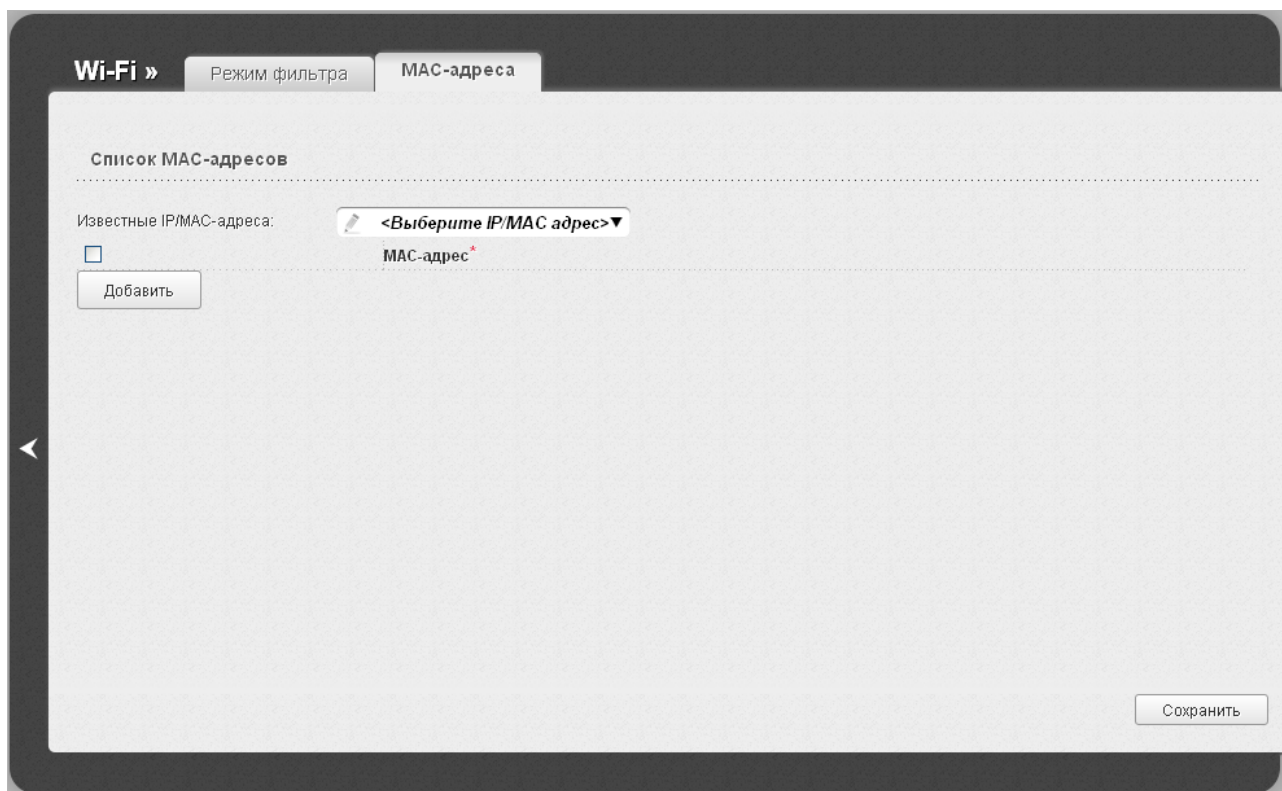 Wi-Fi » Режим фильтра MAC-адреса
Список MAC-адресов
Известные IP/MAC-адреса: <Выберите IP/MAC адрес>▼
MAC-адрес*
Добавить
Сохранить